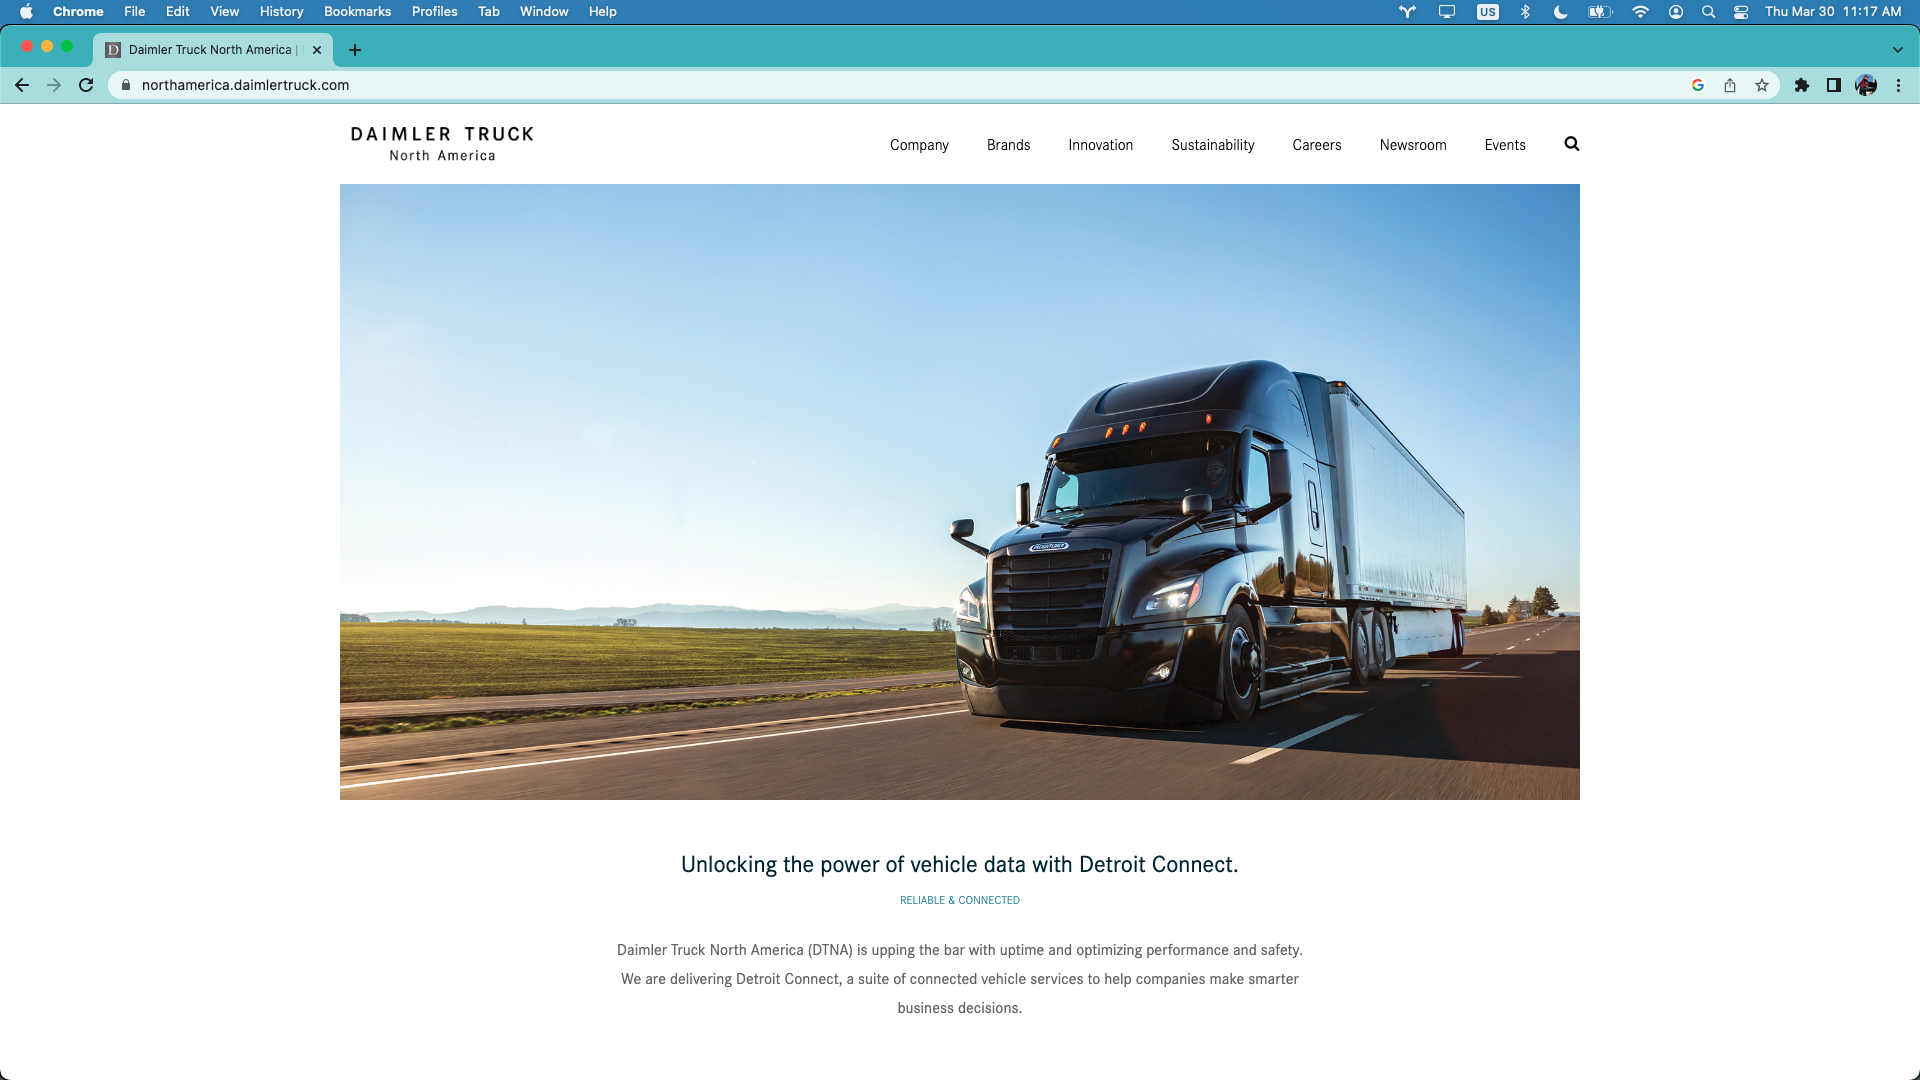 Chrome File Edit View History Bookmarks Profiles Tab Window Help US Thu Mar 30 11:17 AM
D Daimler Truck North America |
northamerica.daimlertruck.com
DAIMLER TRUCK
North America
Company Brands Innovation Sustainability Careers Newsroom Events
FREIGHTLINER
Unlocking the power of vehicle data with Detroit Connect.
RELIABLE & CONNECTED
Daimler Truck North America (DTNA) is upping the bar with uptime and optimizing performance and safety.
We are delivering Detroit Connect, a suite of connected vehicle services to help companies make smarter
business decisions.